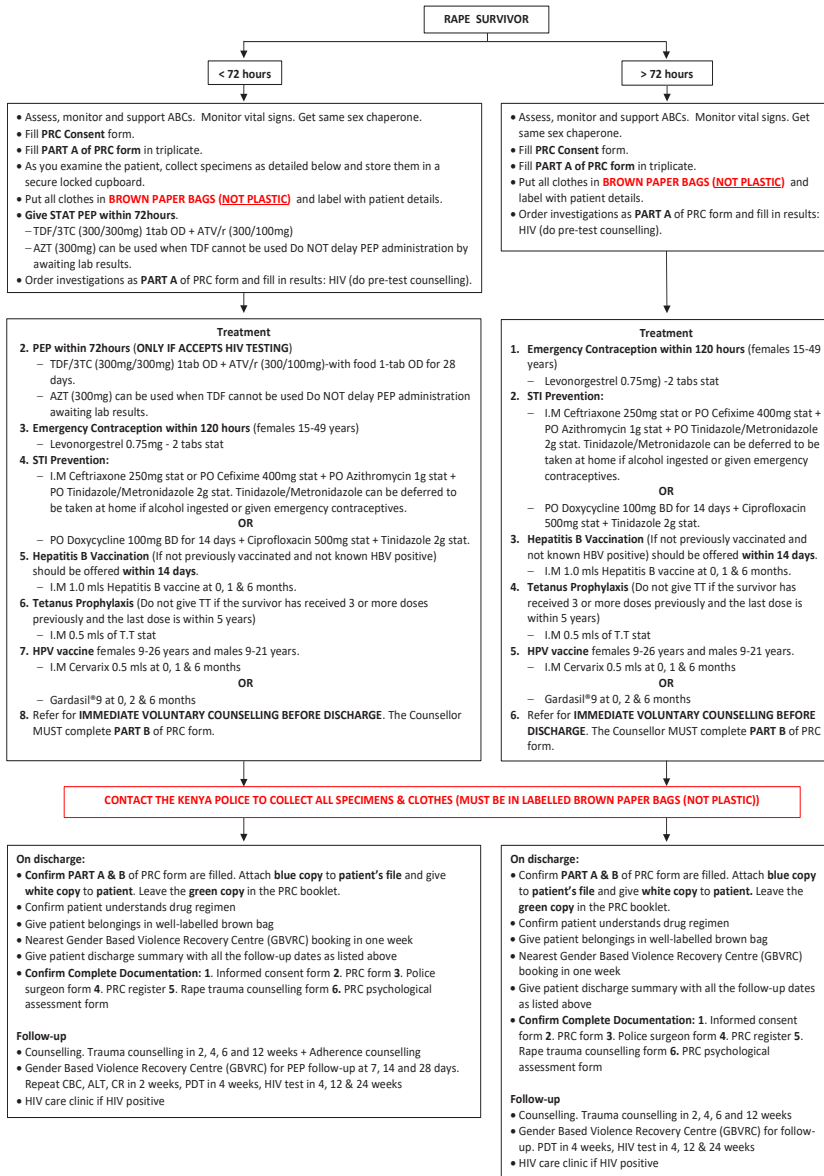 RAPE SURVIVOR
< 72 hours
• Assess, monitor and support ABCs. Monitor vital signs. Get same sex chaperone.
• Fill PRC Consent form.
• Fill PART A of PRC form in triplicate.
• As you examine the patient, collect specimens as detailed below and store them in a
secure locked cupboard.
• Put all clothes in BROWN PAPER BAGS (NOT PLASTIC) and label with patient details.
• Give STAT PEP within 72hours.
– TDF/3TC (300/300mg) 1tab OD + ATV/r (300/100mg)
– AZT (300mg) can be used when TDF cannot be used Do NOT delay PEP administration by
awaiting lab results.
• Order investigations as PART A of PRC form and fill in results: HIV (do pre-test counselling).
Treatment
2. PEP within 72hours (ONLY IF ACCEPTS HIV TESTING)
– TDF/3TC (300mg/300mg) 1tab OD + ATV/r (300/100mg)-with food 1-tab OD for 28
days.
– AZT (300mg) can be used when TDF cannot be used Do NOT delay PEP administration
awaiting lab results.
3. Emergency Contraception within 120 hours (females 15-49 years)
– Levonorgestrel 0.75mg - 2 tabs stat
4. STI Prevention:
– I.M Ceftriaxone 250mg stat or PO Cefixime 400mg stat + PO Azithromycin 1g stat +
PO Tinidazole/Metronidazole 2g stat. Tinidazole/Metronidazole can be deferred to
be taken at home if alcohol ingested or given emergency contraceptives.
OR
– PO Doxycycline 100mg BD for 14 days + Ciprofloxacin 500mg stat + Tinidazole 2g stat.
5. Hepatitis B Vaccination (If not previously vaccinated and not known HBV positive)
should be offered within 14 days.
– I.M 1.0 mls Hepatitis B vaccine at 0, 1 & 6 months.
6. Tetanus Prophylaxis (Do not give TT if the survivor has received 3 or more doses
previously and the last dose is within 5 years)
– I.M 0.5 mls of T.T stat
7. HPV vaccine females 9-26 years and males 9-21 years.
– I.M Cervarix 0.5 mls at 0, 1 & 6 months
OR
– Gardasil®9 at 0, 2 & 6 months
8. Refer for IMMEDIATE VOLUNTARY COUNSELLING BEFORE DISCHARGE. The Counsellor
MUST complete PART B of PRC form.
> 72 hours
• Assess, monitor and support ABCs. Monitor vital signs. Get
same sex chaperone.
• Fill PRC Consent form.
• Fill PART A of PRC form in triplicate.
• Put all clothes in BROWN PAPER BAGS (NOT PLASTIC) and
label with patient details.
• Order investigations as PART A of PRC form and fill in results:
HIV (do pre-test counselling).
Treatment
1. Emergency Contraception within 120 hours (females 15-49
years)
– Levonorgestrel 0.75mg) -2 tabs stat
2. STI Prevention:
– I.M Ceftriaxone 250mg stat or PO Cefixime 400mg stat +
PO Azithromycin 1g stat + PO Tinidazole/Metronidazole
2g stat. Tinidazole/Metronidazole can be deferred to be
taken at home if alcohol ingested or given emergency
contraceptives.
OR
– PO Doxycycline 100mg BD for 14 days + Ciprofloxacin
500mg stat + Tinidazole 2g stat.
3. Hepatitis B Vaccination (If not previously vaccinated and
not known HBV positive) should be offered within 14 days.
– I.M 1.0 mls Hepatitis B vaccine at 0, 1 & 6 months.
4. Tetanus Prophylaxis (Do not give TT if the survivor has
received 3 or more doses previously and the last dose is
within 5 years)
– I.M 0.5 mls of T.T stat
5. HPV vaccine females 9-26 years and males 9-21 years.
– I.M Cervarix 0.5 mls at 0, 1 & 6 months
OR
– Gardasil®9 at 0, 2 & 6 months
6. Refer for IMMEDIATE VOLUNTARY COUNSELLING BEFORE
DISCHARGE. The Counsellor MUST complete PART B of PRC
form.
CONTACT THE KENYA POLICE TO COLLECT ALL SPECIMENS & CLOTHES (MUST BE IN LABELLED BROWN PAPER BAGS (NOT PLASTIC))
On discharge:
• Confirm PART A & B of PRC form are filled. Attach blue copy to patient's file and give
white copy to patient. Leave the green copy in the PRC booklet.
• Confirm patient understands drug regimen
• Give patient belongings in well-labelled brown bag
• Nearest Gender Based Violence Recovery Centre (GBVRC) booking in one week
• Give patient discharge summary with all the follow-up dates as listed above
• Confirm Complete Documentation: 1. Informed consent form 2. PRC form 3. Police
surgeon form 4. PRC register 5. Rape trauma counselling form 6. PRC psychological
assessment form
Follow-up
• Counselling. Trauma counselling in 2, 4, 6 and 12 weeks + Adherence counselling
• Gender Based Violence Recovery Centre (GBVRC) for PEP follow-up at 7, 14 and 28 days.
Repeat CBC, ALT, CR in 2 weeks, PDT in 4 weeks, HIV test in 4, 12 & 24 weeks
• HIV care clinic if HIV positive
On discharge:
• Confirm PART A & B of PRC form are filled. Attach blue copy
to patient's file and give white copy to patient. Leave the
green copy in the PRC booklet.
• Confirm patient understands drug regimen
• Give patient belongings in well-labelled brown bag
• Nearest Gender Based Violence Recovery Centre (GBVRC)
booking in one week
• Give patient discharge summary with all the follow-up dates
as listed above
• Confirm Complete Documentation: 1. Informed consent
form 2. PRC form 3. Police surgeon form 4. PRC register 5.
Rape trauma counselling form 6. PRC psychological
assessment form
Follow-up
• Counselling. Trauma counselling in 2, 4, 6 and 12 weeks
• Gender Based Violence Recovery Centre (GBVRC) for follow-
up. PDT in 4 weeks, HIV test in 4, 12 & 24 weeks
• HIV care clinic if HIV positive